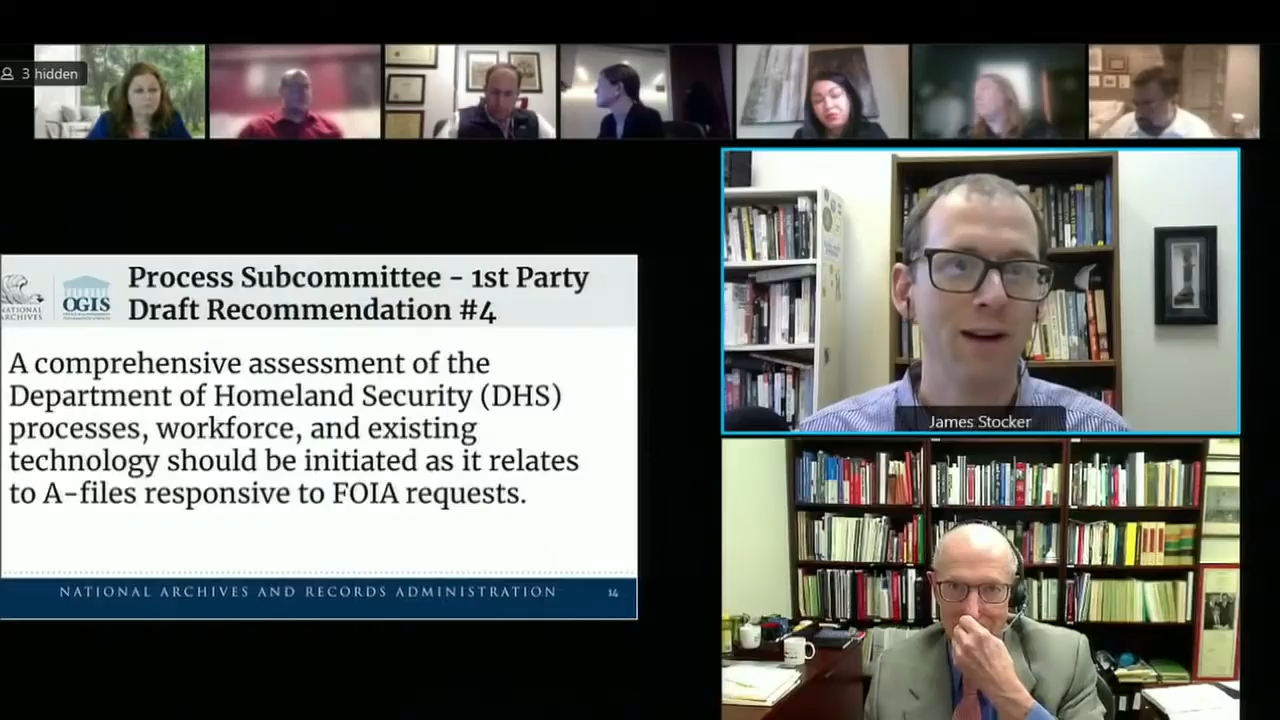 3 hidden
Process Subcommittee - 1st Party
Draft Recommendation #4
NATIONAL
ARCHIVES
OGIS
A comprehensive assessment of the
Department of Homeland Security (DHS)
processes, workforce, and existing
technology should be initiated as it relates
to A-files responsive to FOIA requests.
NATIONAL ARCHIVES AND RECORDS ADMINISTRATION 14
James Stocker